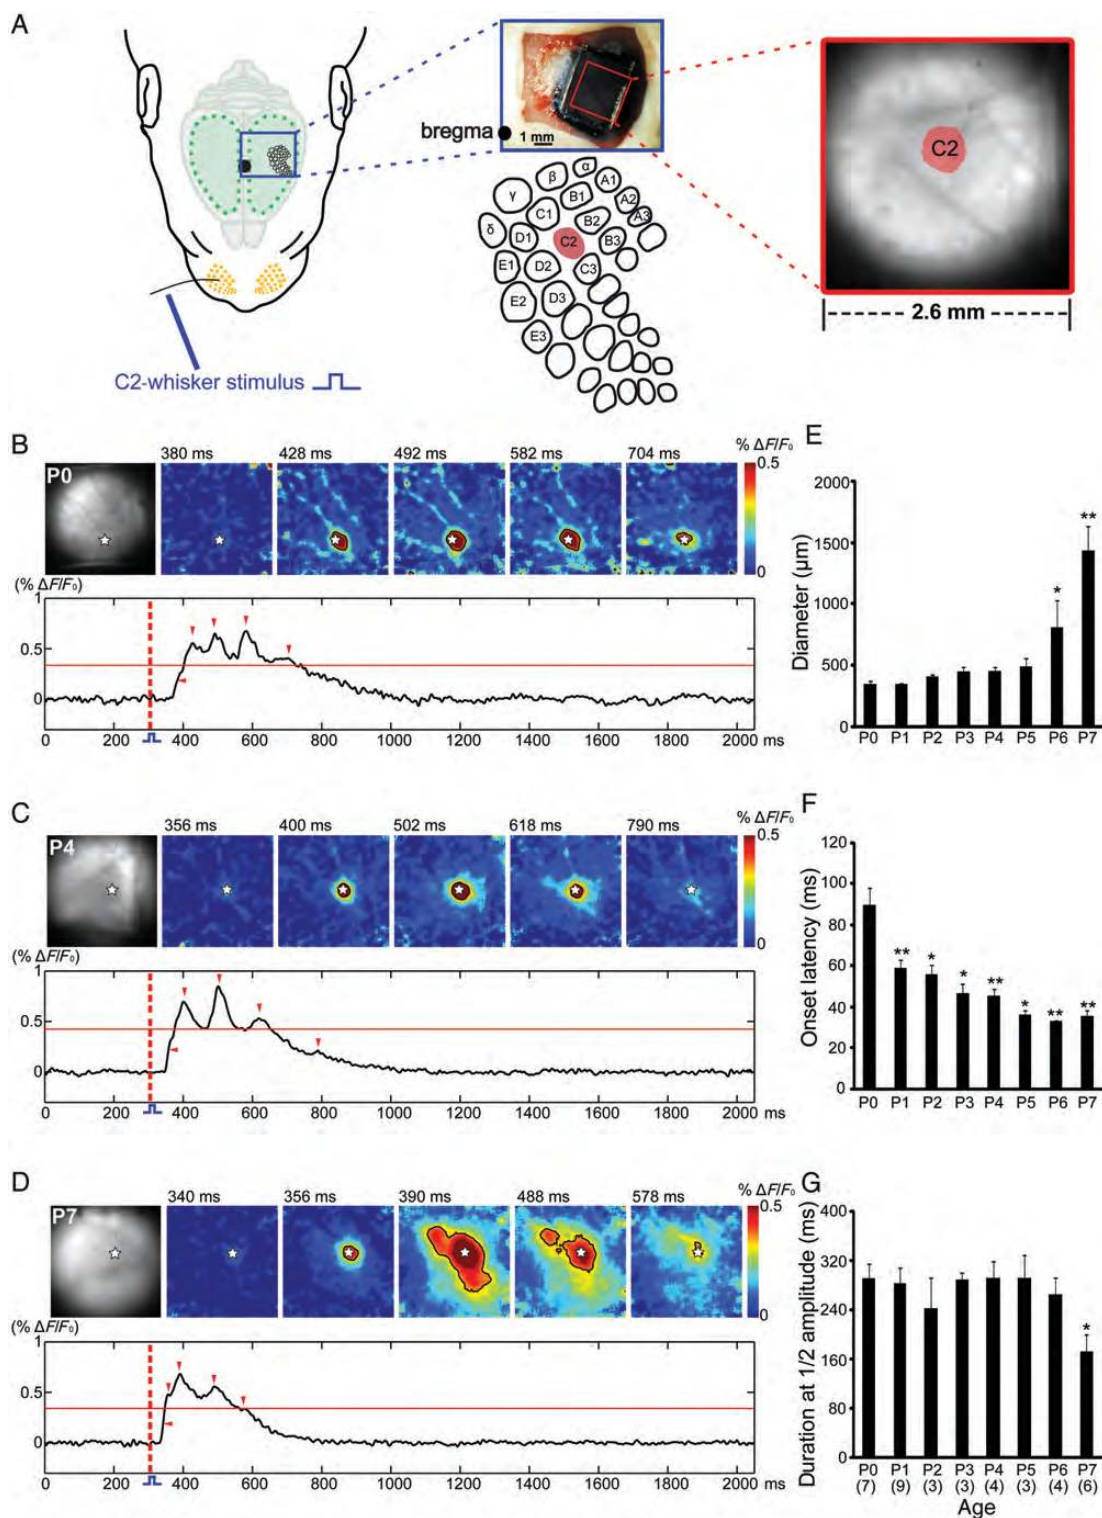 A
bregma
1 mm
C2
2.6 mm
α
β
A1
γ
B1
A2
C1
B2
A3
δ
D1
C2
B3
E1
D2
C3
E2
D3
E3
C2-whisker stimulus
B
P0
380 ms
428 ms
492 ms
582 ms
704 ms
% ΔF/F₀
0.5
0
(% ΔF/F₀)
1
0.5
0
0 200 400 600 800 1000 1200 1400 1600 1800 2000 ms
E
Diameter (µm)
2000
1500
1000
500
0
*
**
P0 P1 P2 P3 P4 P5 P6 P7
C
P4
356 ms
400 ms
502 ms
618 ms
790 ms
% ΔF/F₀
0.5
0
(% ΔF/F₀)
1
0.5
0
0 200 400 600 800 1000 1200 1400 1600 1800 2000 ms
F
Onset latency (ms)
120
100
80
60
40
20
0
** * * ** * ** **
P0 P1 P2 P3 P4 P5 P6 P7
D
P7
340 ms
356 ms
390 ms
488 ms
578 ms
% ΔF/F₀
0.5
0
(% ΔF/F₀)
1
0.5
0
0 200 400 600 800 1000 1200 1400 1600 1800 2000 ms
G
Duration at 1/2 amplitude (ms)
400
320
240
160
80
0
*
P0 P1 P2 P3 P4 P5 P6 P7
(7) (9) (3) (3) (4) (3) (4) (6)
Age